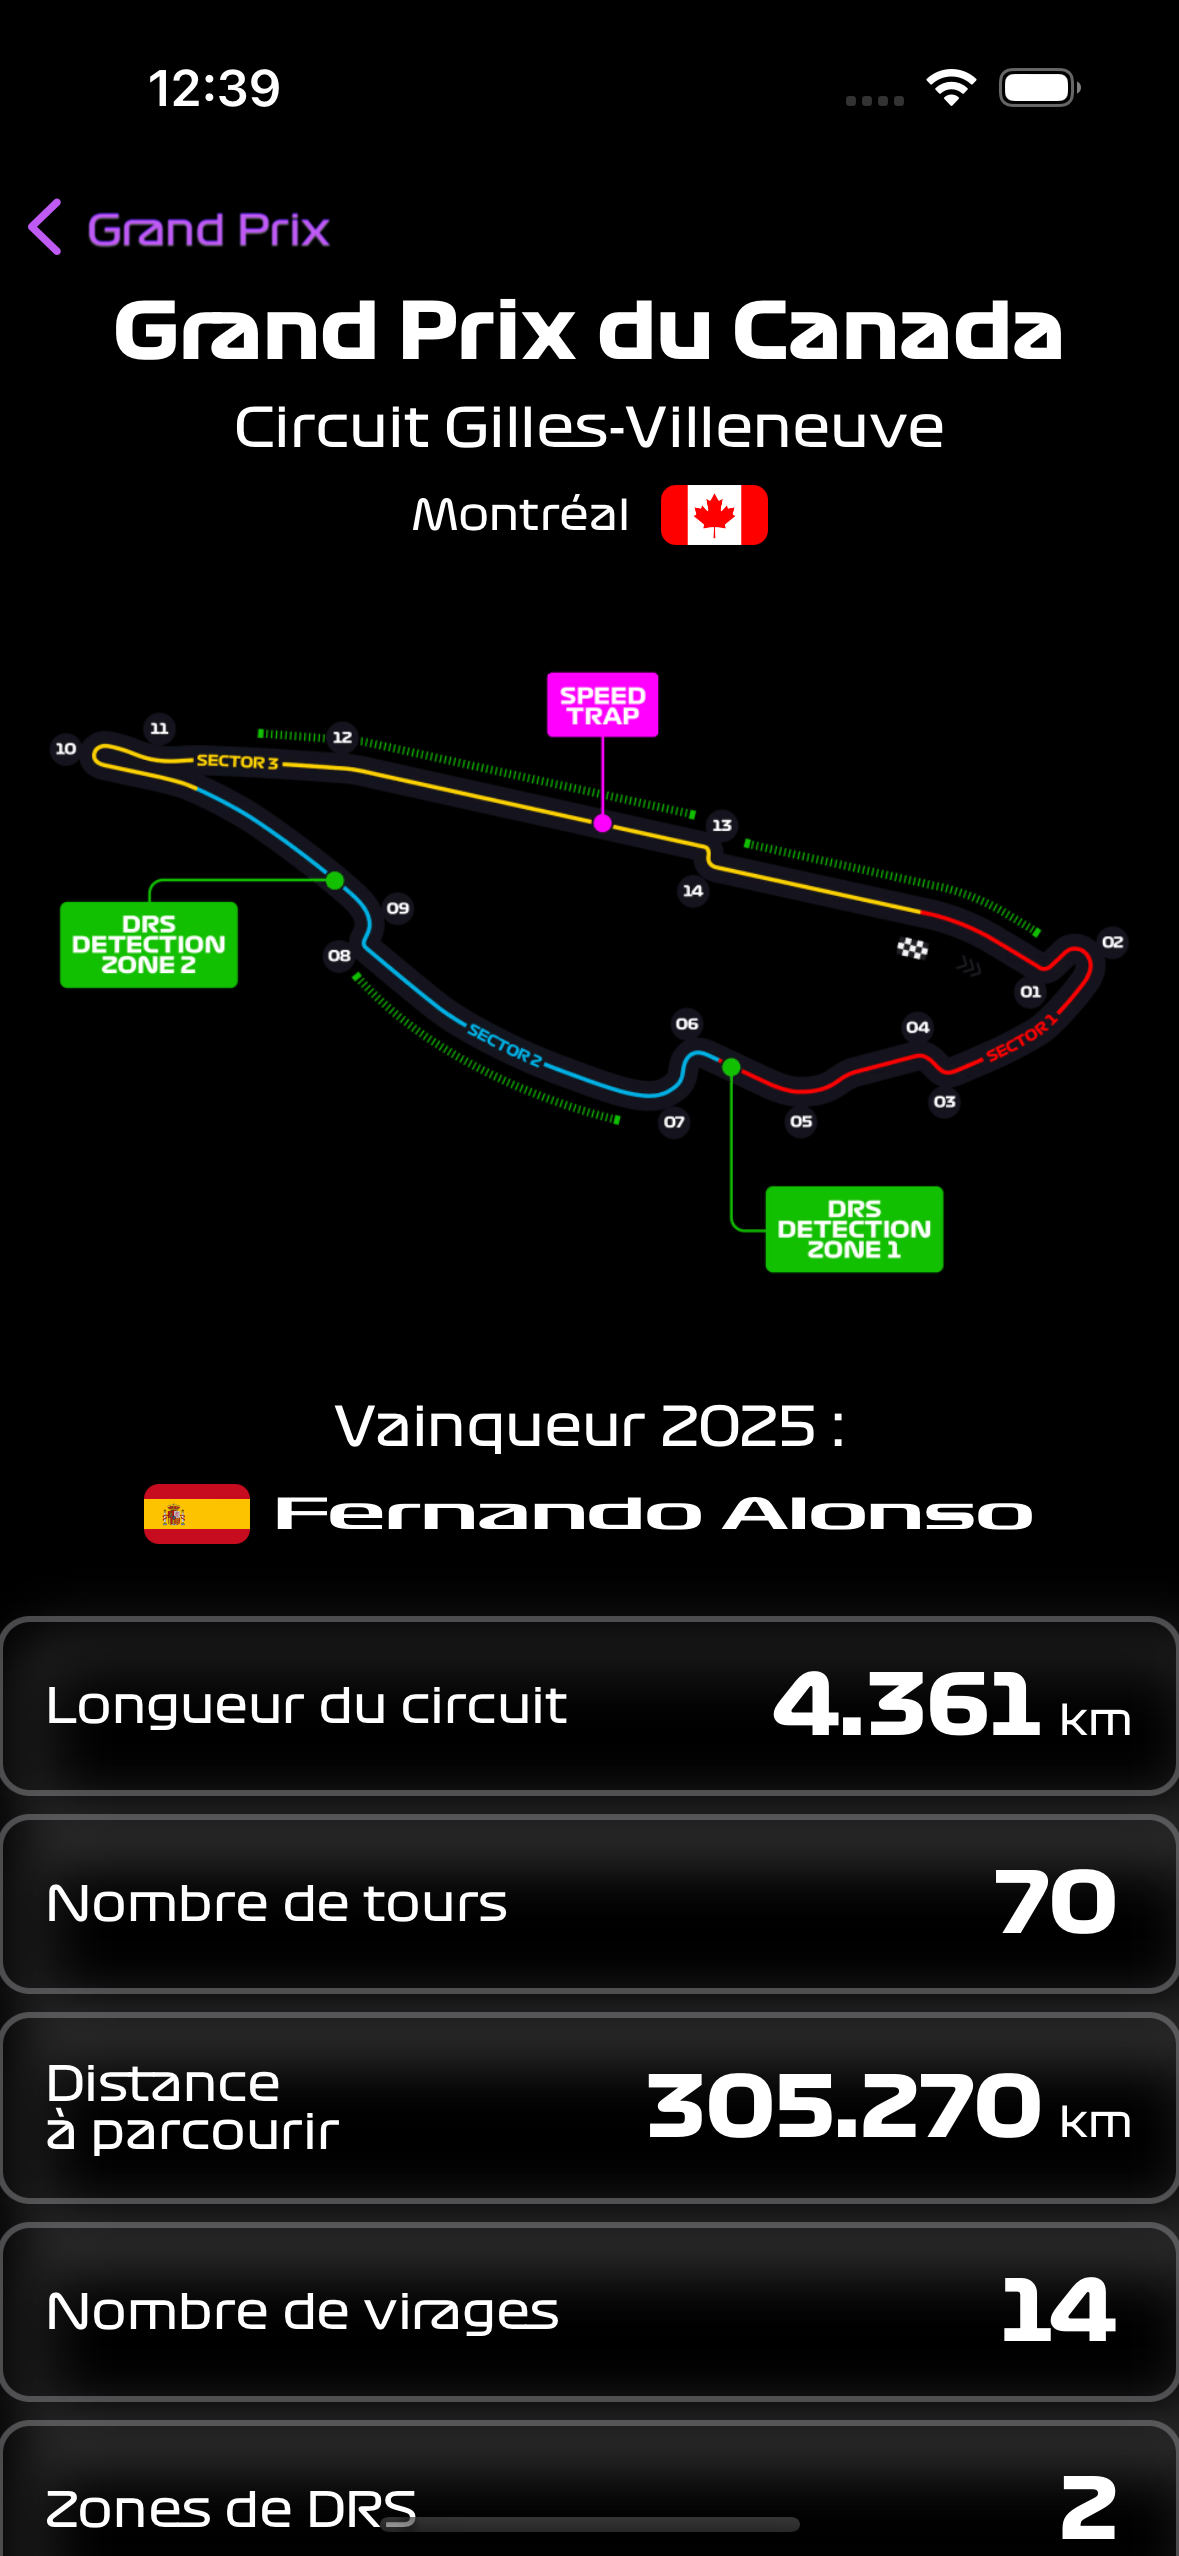 12:39
Grand Prix
Grand Prix du Canada
Circuit Gilles-Villeneuve
Montréal
SPEED
TRAP
11
10
12
SECTOR 3
13
14
DRS
DETECTION
ZONE 2
09
08
02
01
SECTOR 1
06
04
SECTOR 2
03
07
05
DRS
DETECTION
ZONE 1
Vainqueur 2025 :
Fernando Alonso
Longueur du circuit 4.361 km
Nombre de tours 70
Distance
à parcourir 305.270 km
Nombre de virages 14
Zones de DRS 2